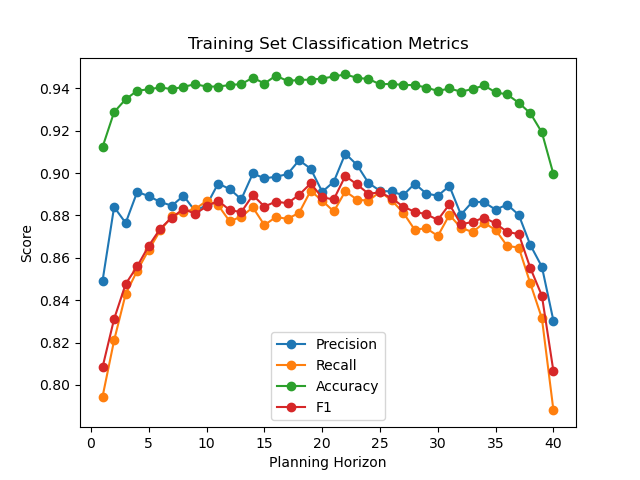 Training Set Classification Metrics
Score
0.94
0.92
0.90
0.88
0.86
0.84
0.82
0.80
Precision
Recall
Accuracy
F1
0 5 10 15 20 25 30 35 40
Planning Horizon